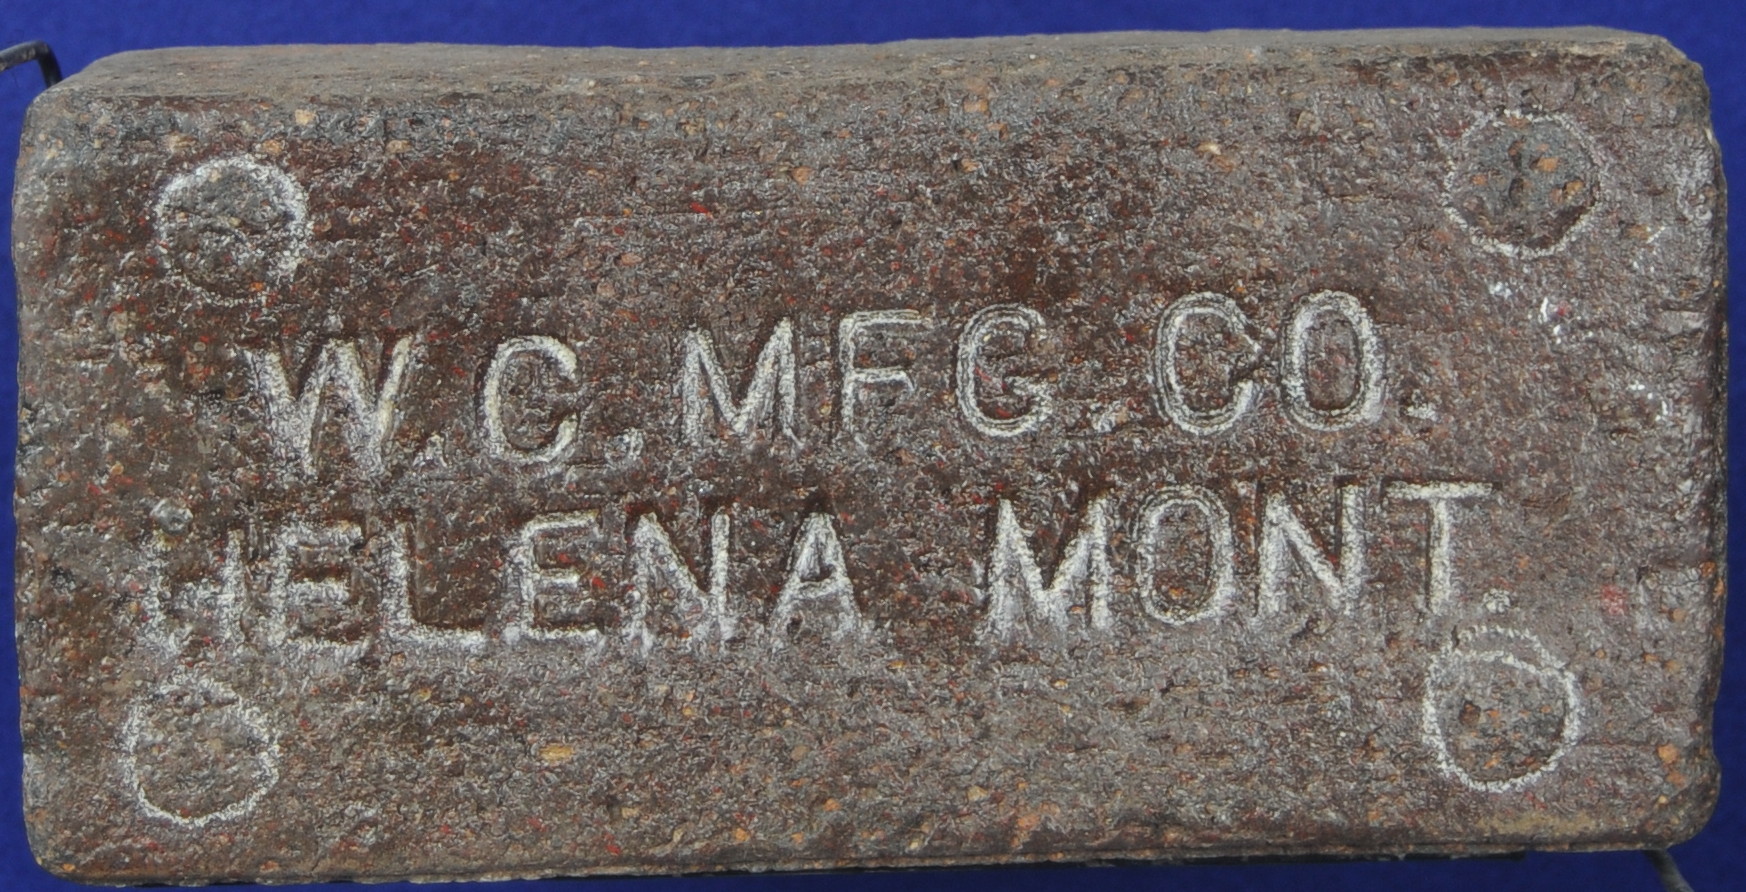 W.C. MFG. CO.
HELENA MONT.